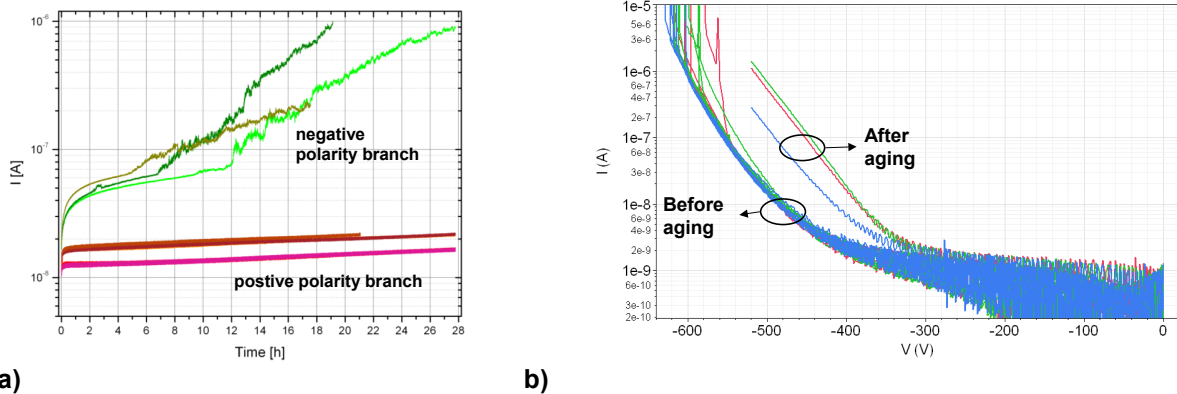 10⁻⁶
10⁻⁷
10⁻⁸
I [A]
negative
polarity branch
postive polarity branch
0 2 4 6 8 10 12 14 16 18 20 22 24 26 28
Time [h]
a)
1e-5
6e-6
5e-6
3e-6
1e-6
6e-7
4e-7
2e-7
1e-7
6e-8
3e-8
1e-8
6e-9
4e-9
2e-9
1e-9
6e-10
4e-10
2e-10
I (A)
After
aging
Before
aging
-600 -500 -400 -300 -200 -100 0
V (V)
b)